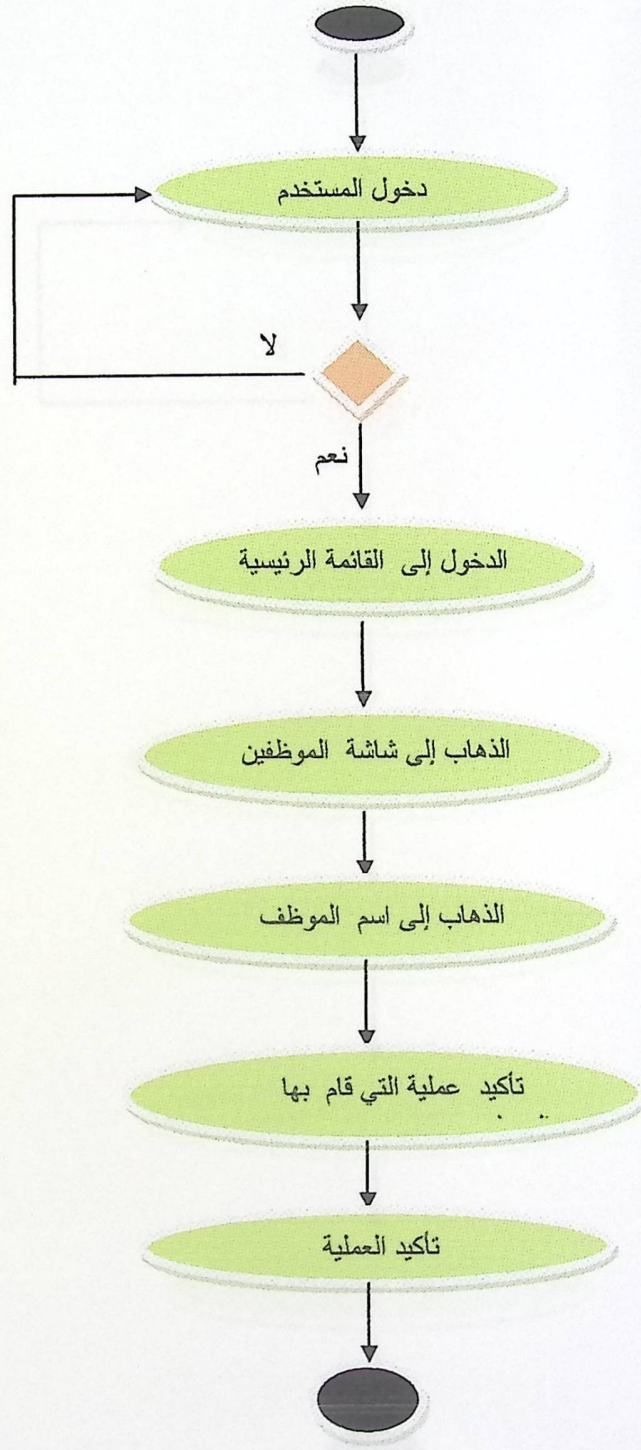 دخول المستخدم
لا
نعم
الدخول إلى القائمة الرئيسية
الذهاب إلى شاشة الموظفين
الذهاب إلى اسم الموظف
تأكيد عملية التي قام بها
تأكيد العملية